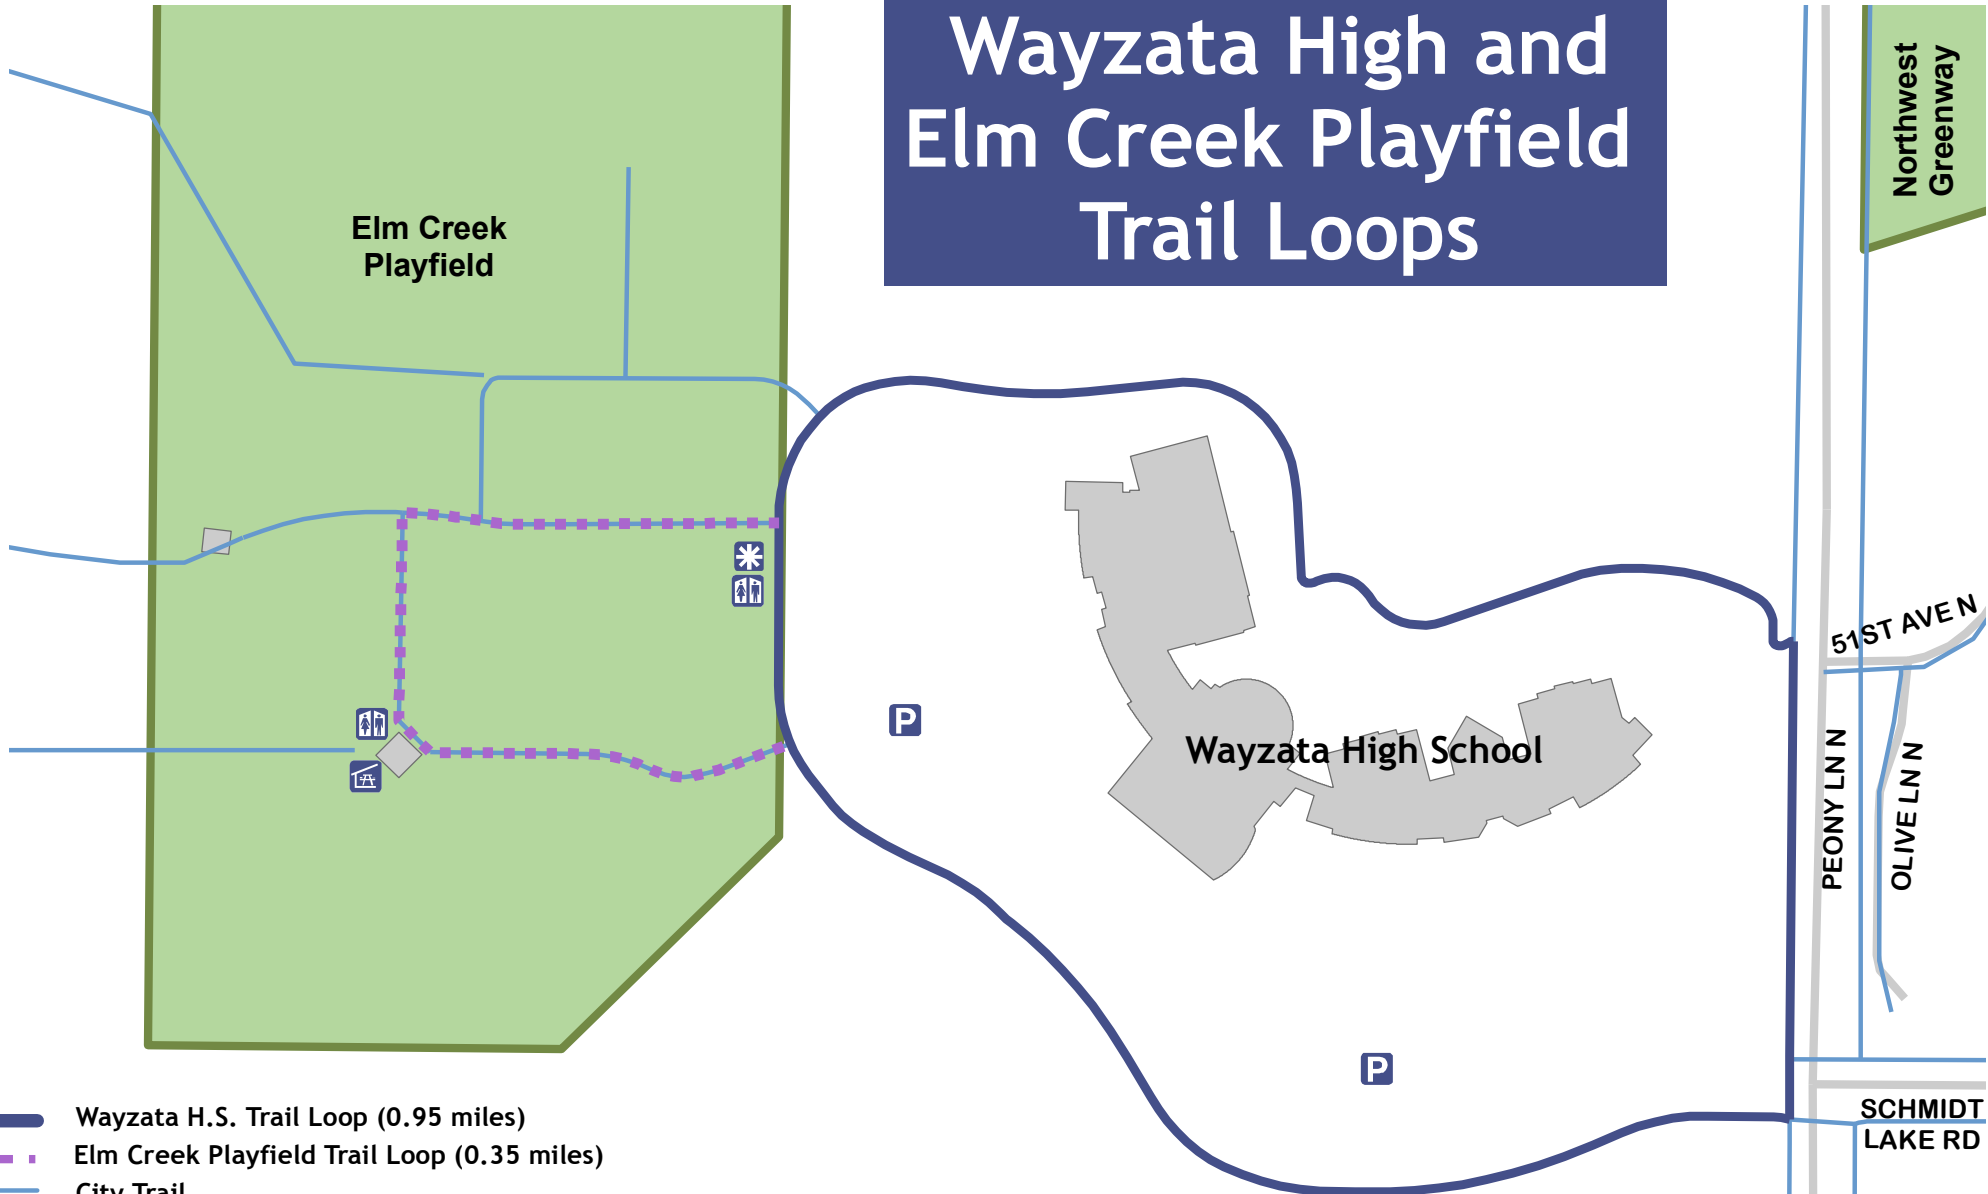 Wayzata High and
Elm Creek Playfield
Trail Loops
Northwest
Greenway
Elm Creek
Playfield
51ST AVE N
P
Wayzata High School
PEONY LN N
OLIVE LN N
P
SCHMIDT
LAKE RD
Wayzata H.S. Trail Loop (0.95 miles)
Elm Creek Playfield Trail Loop (0.35 miles)
City Trail